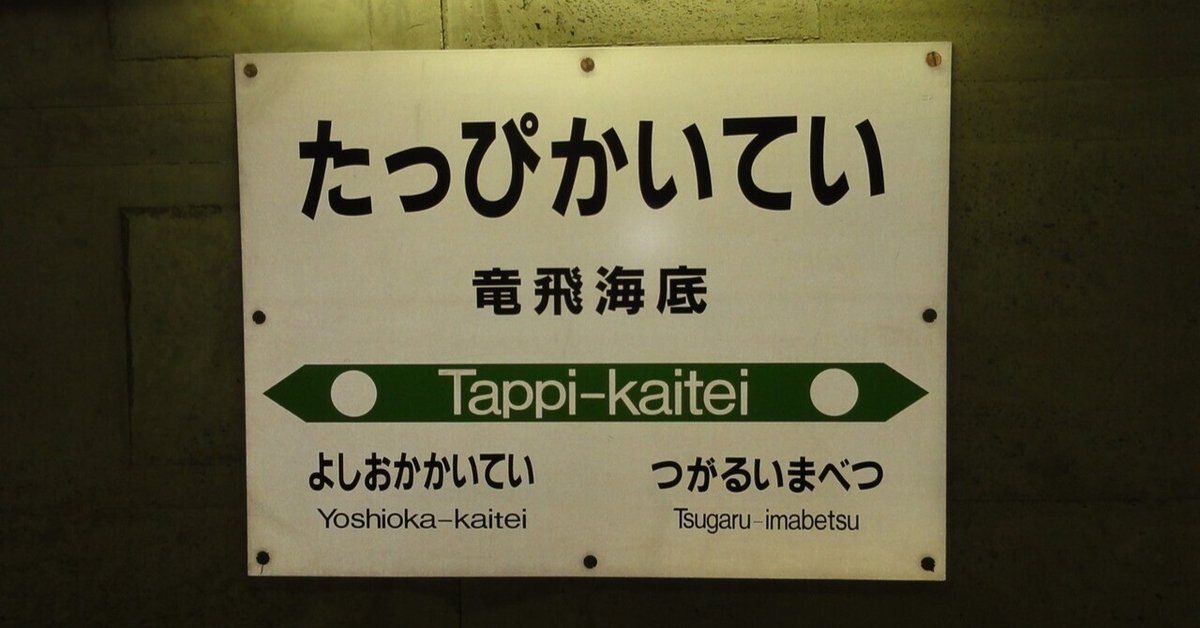 たっぴかいてい
竜飛海底
Tappi-kaitei
よしおかかいてい つがるいまべつ
Yoshioka-kaitei Tsugaru-imabetsu